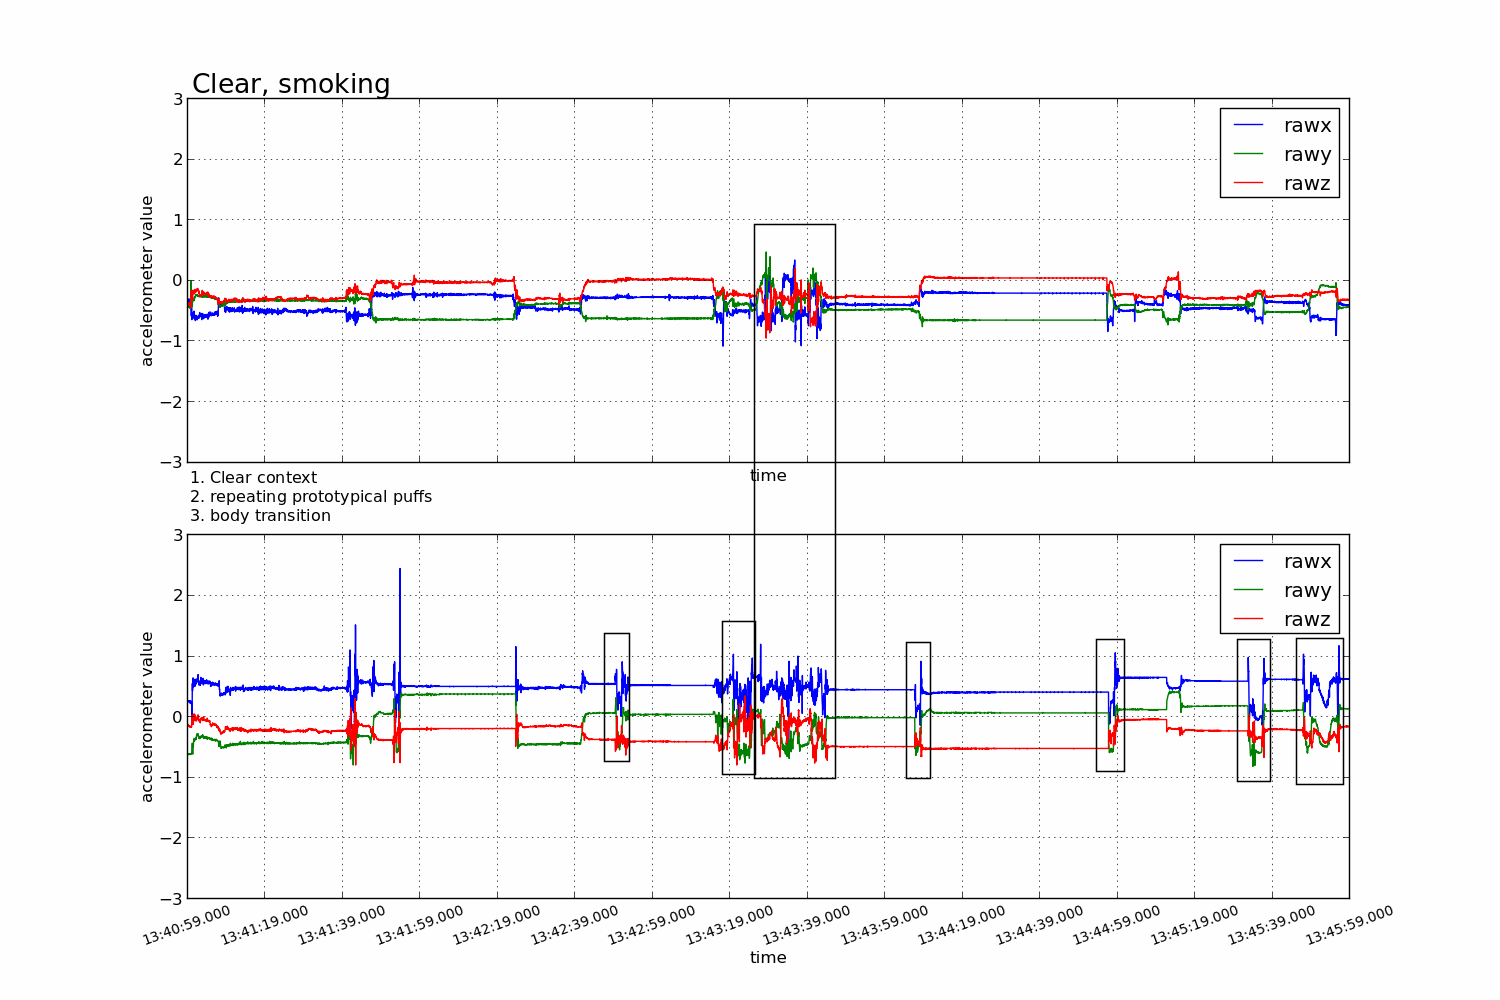 Clear, smoking
3
2
1
0
−1
−2
−3
accelerometer value
rawx
rawy
rawz
time
1. Clear context
2. repeating prototypical puffs
3. body transition
3
2
1
0
−1
−2
−3
accelerometer value
rawx
rawy
rawz
13:40:59.000
13:41:19.000
13:41:39.000
13:41:59.000
13:42:19.000
13:42:39.000
13:42:59.000
13:43:19.000
13:43:39.000
13:43:59.000
13:44:19.000
13:44:39.000
13:44:59.000
13:45:19.000
13:45:39.000
13:45:59.000
time